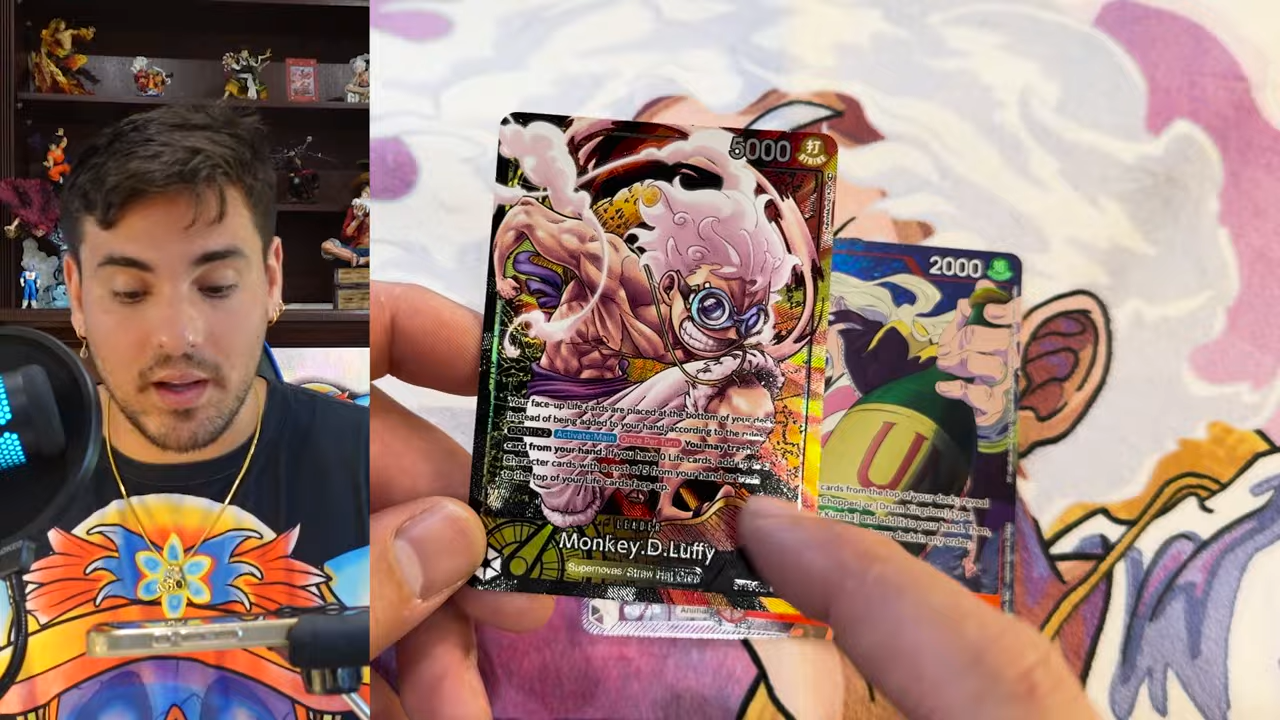 5000
打
STRIKE
Your face-up Life cards are placed at the bottom of your deck
instead of being added to your hand, according to the rules.
DON!!×2 Activate:Main Once Per Turn You may trash
card from your hand: If you have 0 Life cards, add up
Character cards with a cost of 5 from your hand or
to the top of your Life cards face-up.
LEADER
Monkey.D.Luffy
Supernovas/Straw Hat Crew
2000
U
cards from the top of your deck; reveal
Chopper] or [Drum Kingdom] type
Kureha] and add it to your hand. Then,
your deck in any order.
Animal